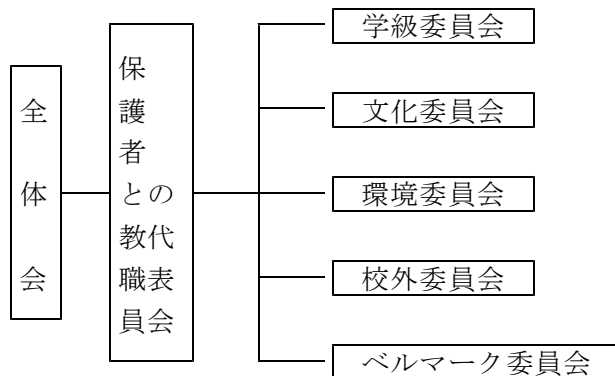 全体会
保護者と教職員
の代表会
学級委員会
文化委員会
環境委員会
校外委員会
ベルマーク委員会